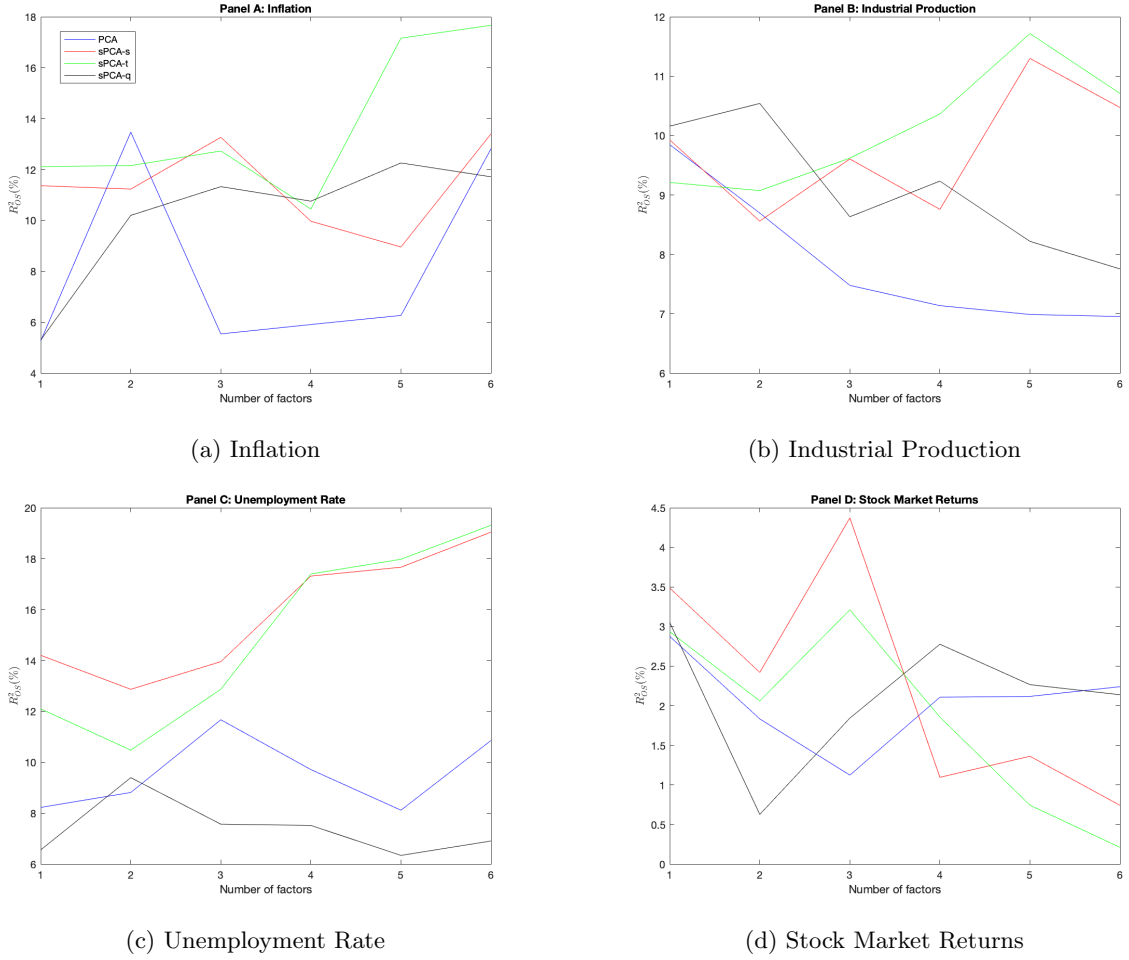 Panel A: Inflation
18
16
14
12
10
8
6
4
R²OS(%)
PCA
sPCA-s
sPCA-t
sPCA-q
1 2 3 4 5 6
Number of factors
(a) Inflation
Panel B: Industrial Production
12
11
10
9
8
7
6
R²OS(%)
1 2 3 4 5 6
Number of factors
(b) Industrial Production
Panel C: Unemployment Rate
20
18
16
14
12
10
8
6
R²OS(%)
1 2 3 4 5 6
Number of factors
(c) Unemployment Rate
Panel D: Stock Market Returns
4.5
4
3.5
3
2.5
2
1.5
1
0.5
0
R²OS(%)
1 2 3 4 5 6
Number of factors
(d) Stock Market Returns